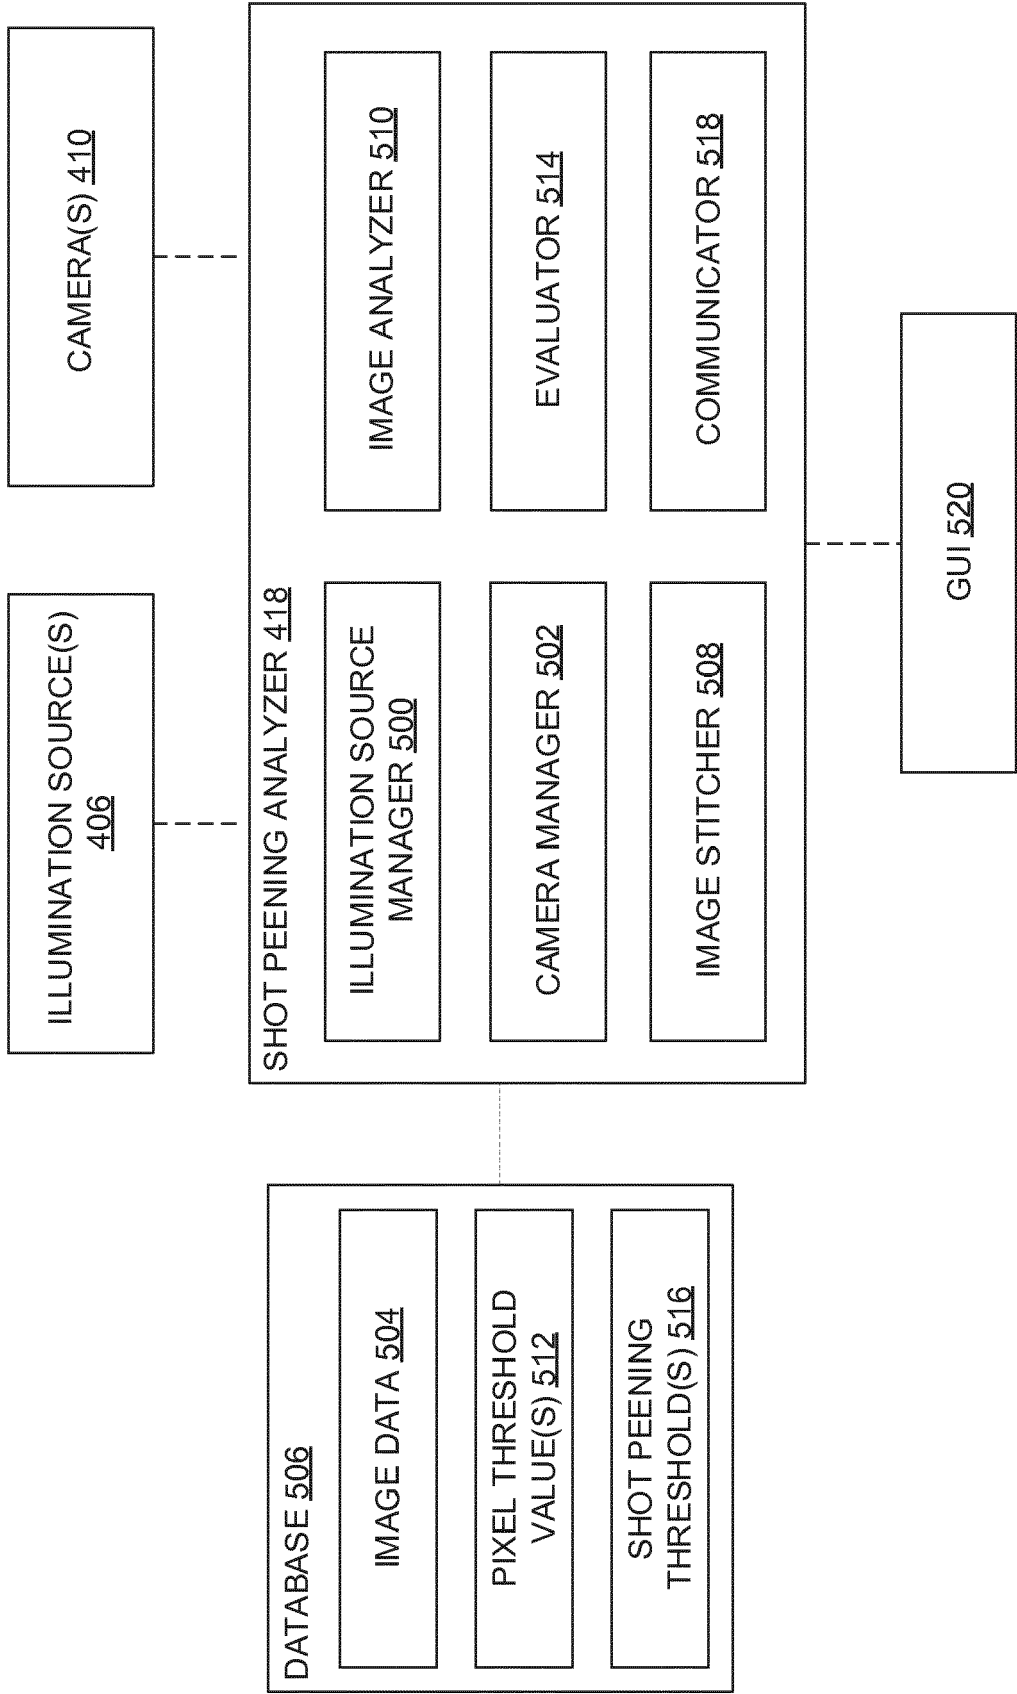 ILLUMINATION SOURCE(S)
406
CAMERA(S) 410
DATABASE 506
IMAGE DATA 504
PIXEL THRESHOLD
VALUE(S) 512
SHOT PEENING
THRESHOLD(S) 516
SHOT PEENING ANALYZER 418
ILLUMINATION SOURCE
MANAGER 500
IMAGE ANALYZER 510
CAMERA MANAGER 502
EVALUATOR 514
IMAGE STITCHER 508
COMMUNICATOR 518
GUI 520